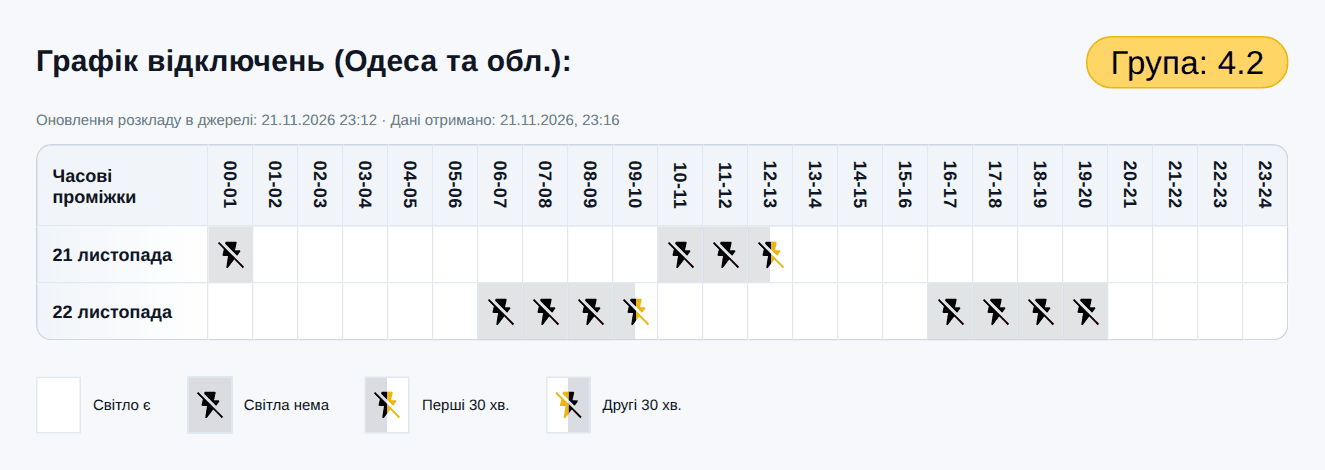 Графік відключень (Одеса та обл.):
Група: 4.2
Оновлення розкладу в джерелі: 21.11.2026 23:12 · Дані отримано: 21.11.2026, 23:16
Часові
проміжки
00-01 01-02 02-03 03-04 04-05 05-06 06-07 07-08 08-09 09-10 10-11 11-12 12-13 13-14 14-15 15-16 16-17 17-18 18-19 19-20 20-21 21-22 22-23 23-24
21 листопада
22 листопада
Світло є Світла нема Перші 30 хв. Другі 30 хв.